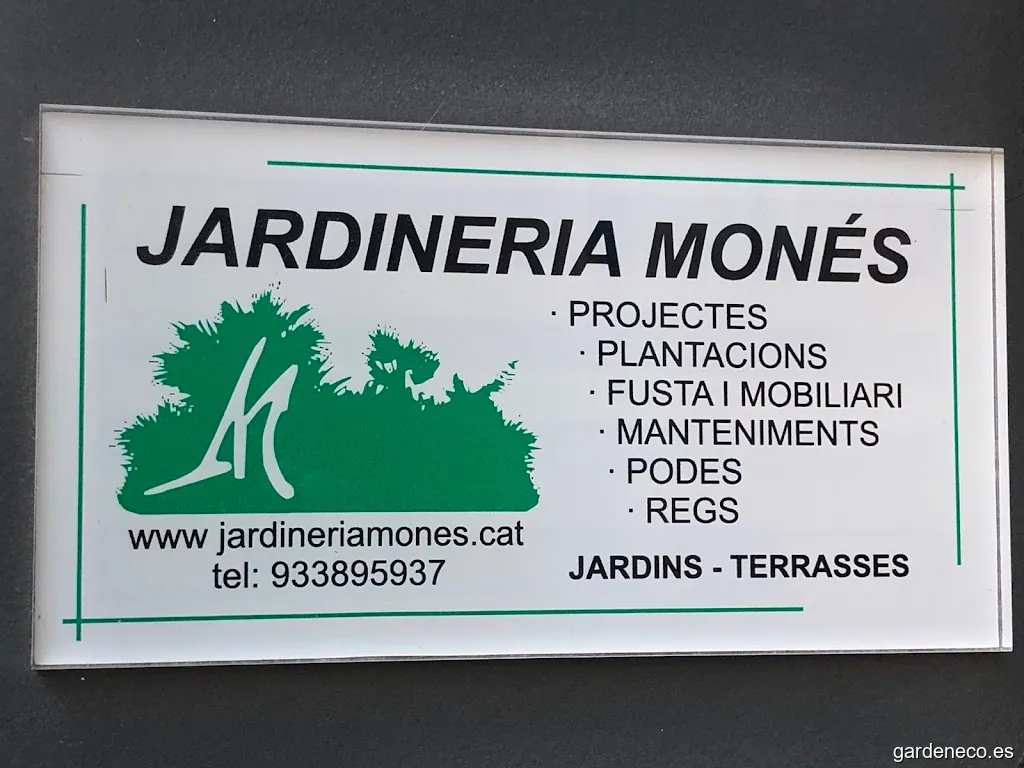 JARDINERIA MONÉS
· PROJECTES
· PLANTACIONS
· FUSTA I MOBILIARI
· MANTENIMENTS
· PODES
· REGS
M
www jardineriamones.cat
tel: 933895937
JARDINS - TERRASSES
gardeneco.es